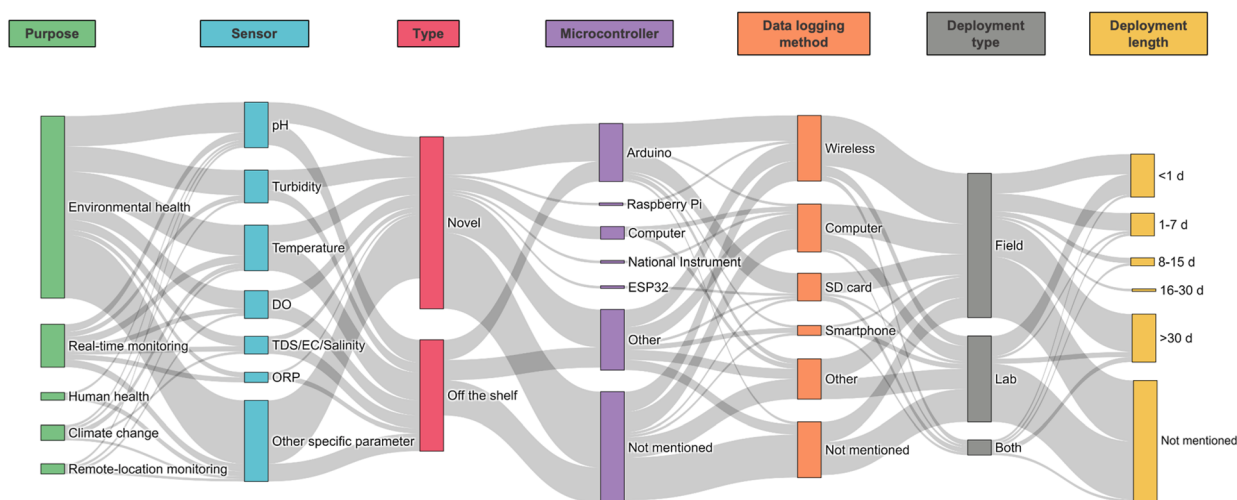 Purpose
Sensor
Type
Microcontroller
Data logging
method
Deployment
type
Deployment
length
Environmental health
Real-time monitoring
Human health
Climate change
Remote-location monitoring
pH
Turbidity
Temperature
DO
TDS/EC/Salinity
ORP
Other specific parameter
Novel
Off the shelf
Arduino
Raspberry Pi
Computer
National Instrument
ESP32
Other
Not mentioned
Wireless
Computer
SD card
Smartphone
Other
Not mentioned
Field
Lab
Both
<1 d
1-7 d
8-15 d
16-30 d
>30 d
Not mentioned